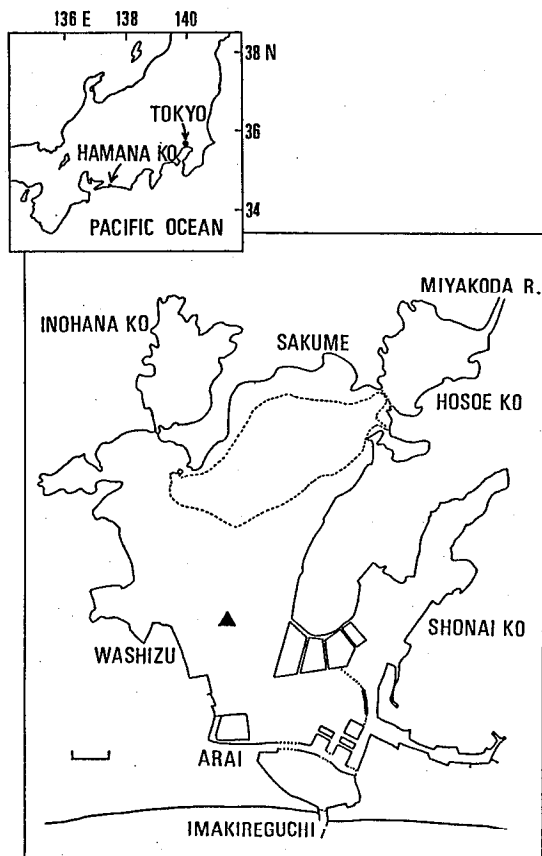 136 E 138 140
38 N
TOKYO
36
HAMANA KO
34
PACIFIC OCEAN
MIYAKODA R.
INOHANA KO
SAKUME
HOSOE KO
SHONAI KO
WASHIZU
ARAI
IMAKIREGUCHI